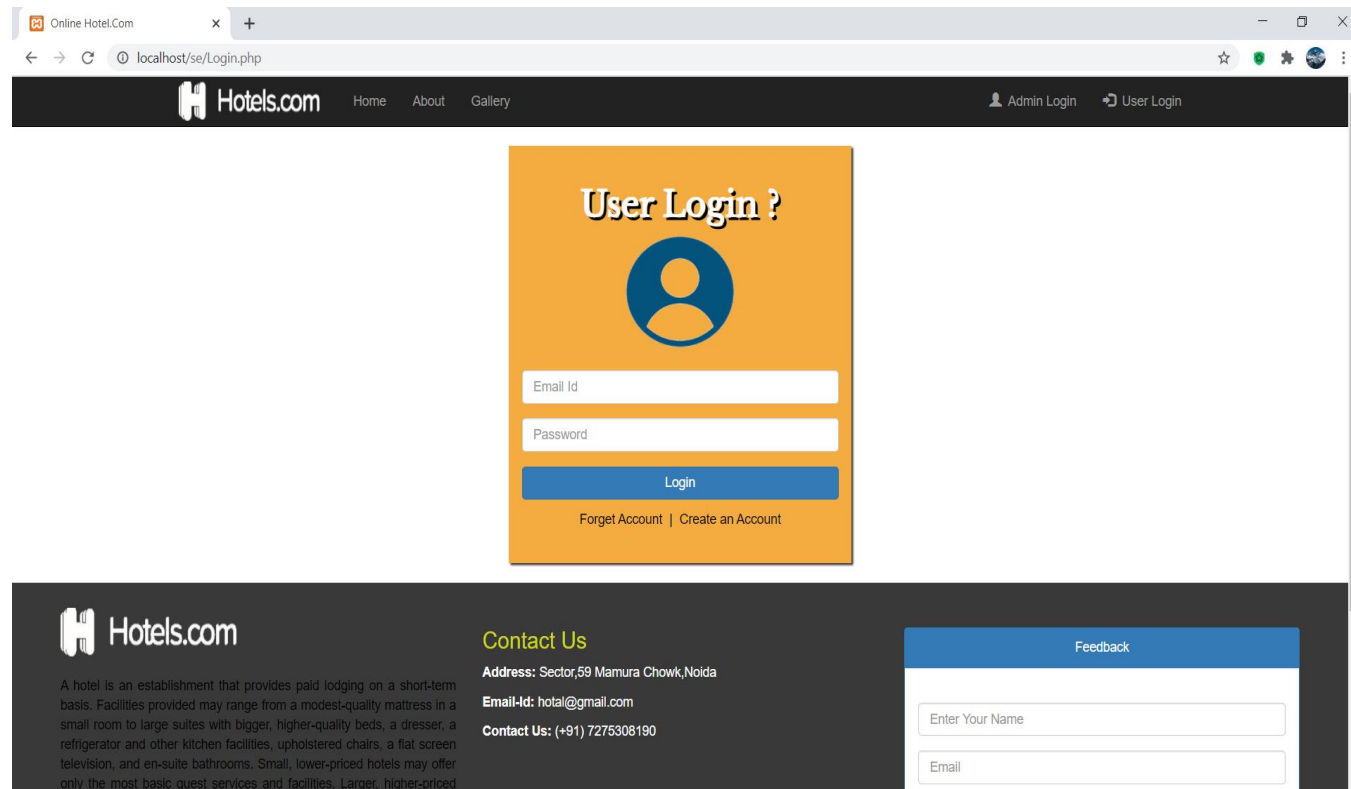 Online Hotel.Com
localhost/se/Login.php
Hotels.com Home About Gallery Admin Login User Login
User Login ?
Email Id
Password
Login
Forget Account | Create an Account
Hotels.com
A hotel is an establishment that provides paid lodging on a short-term
basis. Facilities provided may range from a modest-quality mattress in a
small room to large suites with bigger, higher-quality beds, a dresser, a
refrigerator and other kitchen facilities, upholstered chairs, a flat screen
television, and en-suite bathrooms. Small, lower-priced hotels may offer
only the most basic guest services and facilities. Larger, higher-priced
Contact Us
Address: Sector,59 Mamura Chowk,Noida
Email-Id: hotal@gmail.com
Contact Us: (+91) 7275308190
Feedback
Enter Your Name
Email